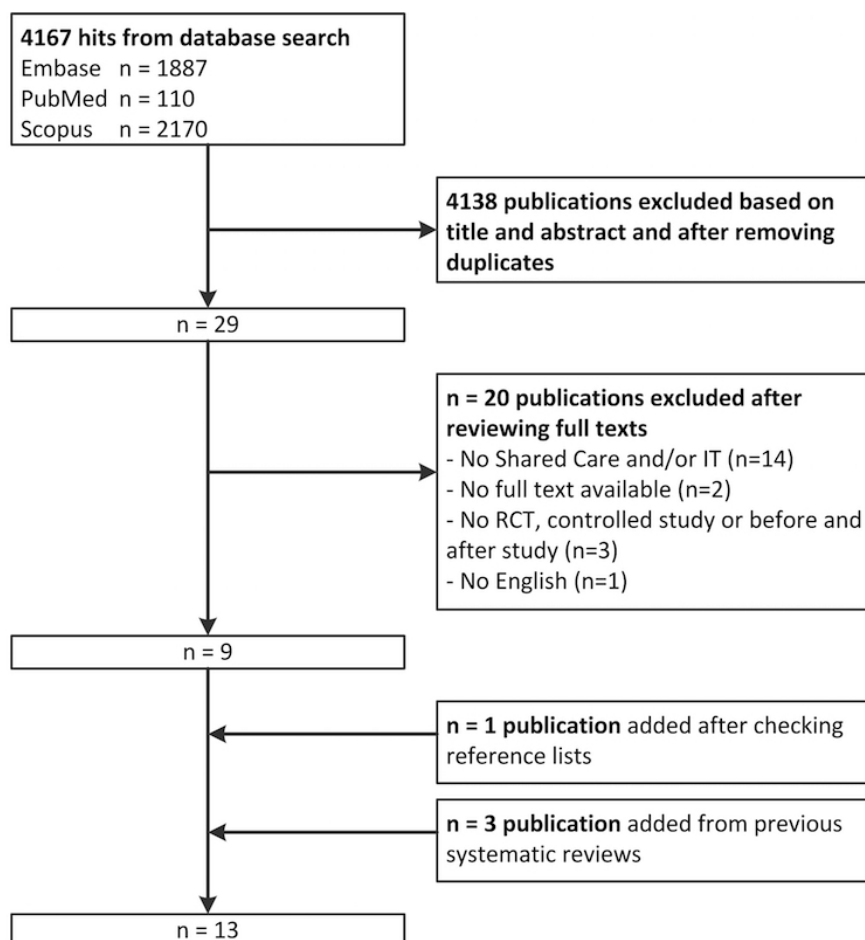 4167 hits from database search
Embase n = 1887
PubMed n = 110
Scopus n = 2170
4138 publications excluded based on
title and abstract and after removing
duplicates
n = 29
n = 20 publications excluded after
reviewing full texts
- No Shared Care and/or IT (n=14)
- No full text available (n=2)
- No RCT, controlled study or before and
after study (n=3)
- No English (n=1)
n = 9
n = 1 publication added after checking
reference lists
n = 3 publication added from previous
systematic reviews
n = 13